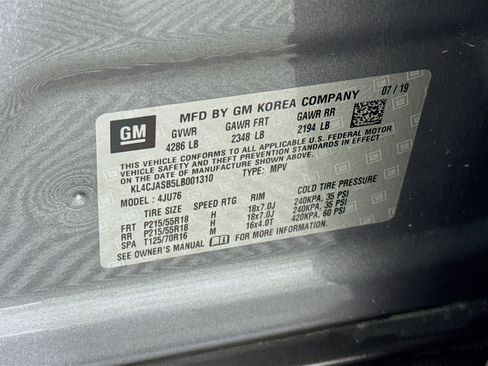 MFD BY GM KOREA COMPANY 07/19
GM
GVWR GAWR FRT GAWR RR
4286 LB 2348 LB 2194 LB
THIS VEHICLE CONFORMS TO ALL APPLICABLE U.S. FEDERAL MOTOR
VEHICLE SAFETY, BUMPER, AND THEFT PREVENTION STANDARDS
IN EFFECT ON THE DATE OF MANUFACTURE SHOWN ABOVE.
KL4CJASB5LB001310 TYPE: MPV
MODEL: 4JU76
TIRE SIZE SPEED RTG RIM COLD TIRE PRESSURE
FRT P215/55R18 H 18x7.0J 240KPA, 35 PSI
RR P215/55R18 H 18x7.0J 240KPA, 35 PSI
SPA T125/70R16 M 16x4.0T 420KPA, 60 PSI
SEE OWNER'S MANUAL FOR MORE INFORMATION.